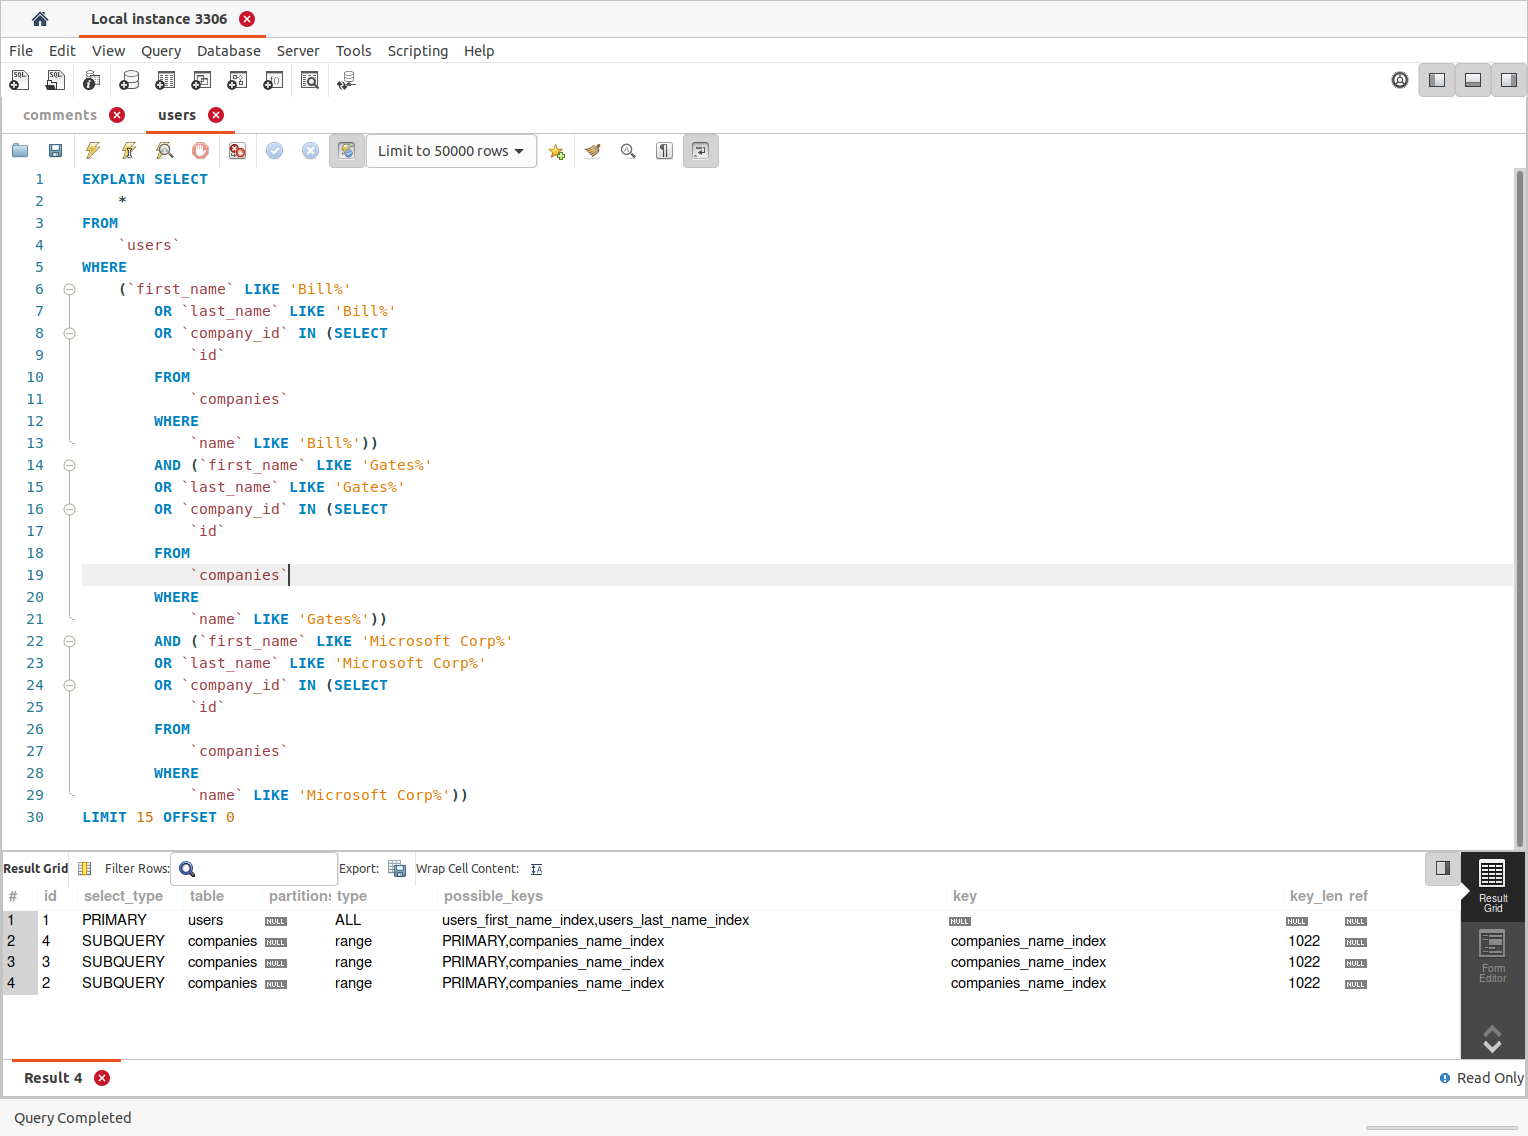 Local instance 3306
File Edit View Query Database Server Tools Scripting Help
comments users
Limit to 50000 rows
1 EXPLAIN SELECT
2 *
3 FROM
4 `users`
5 WHERE
6 (`first_name` LIKE 'Bill%'
7 OR `last_name` LIKE 'Bill%'
8 OR `company_id` IN (SELECT
9 `id`
10 FROM
11 `companies`
12 WHERE
13 `name` LIKE 'Bill%'))
14 AND (`first_name` LIKE 'Gates%'
15 OR `last_name` LIKE 'Gates%'
16 OR `company_id` IN (SELECT
17 `id`
18 FROM
19 `companies`
20 WHERE
21 `name` LIKE 'Gates%'))
22 AND (`first_name` LIKE 'Microsoft Corp%'
23 OR `last_name` LIKE 'Microsoft Corp%'
24 OR `company_id` IN (SELECT
25 `id`
26 FROM
27 `companies`
28 WHERE
29 `name` LIKE 'Microsoft Corp%'))
30 LIMIT 15 OFFSET 0
Result Grid Filter Rows: Export: Wrap Cell Content:
# id select_type table partitions type possible_keys key key_len ref
1 1 PRIMARY users NULL ALL users_first_name_index,users_last_name_index NULL NULL NULL
2 4 SUBQUERY companies NULL range PRIMARY,companies_name_index companies_name_index 1022 NULL
3 3 SUBQUERY companies NULL range PRIMARY,companies_name_index companies_name_index 1022 NULL
4 2 SUBQUERY companies NULL range PRIMARY,companies_name_index companies_name_index 1022 NULL
Result
Grid
Form
Editor
Result 4 Read Only
Query Completed